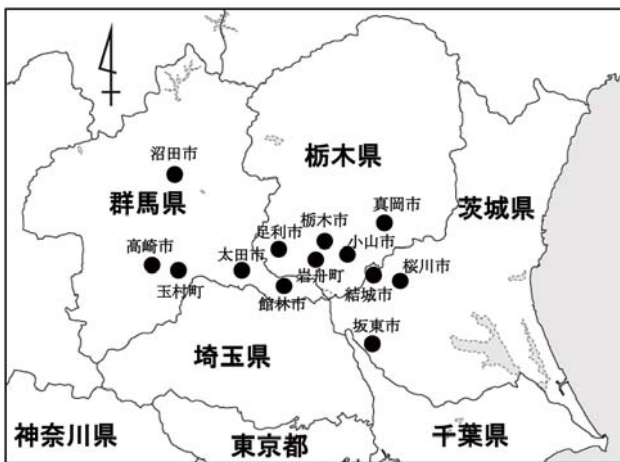 栃木県
沼田市
群馬県
茨城県
真岡市
栃木市
足利市
小山市
高崎市
太田市
玉村町
岩舟町
桜川市
館林市
結城市
坂東市
埼玉県
神奈川県
東京都
千葉県